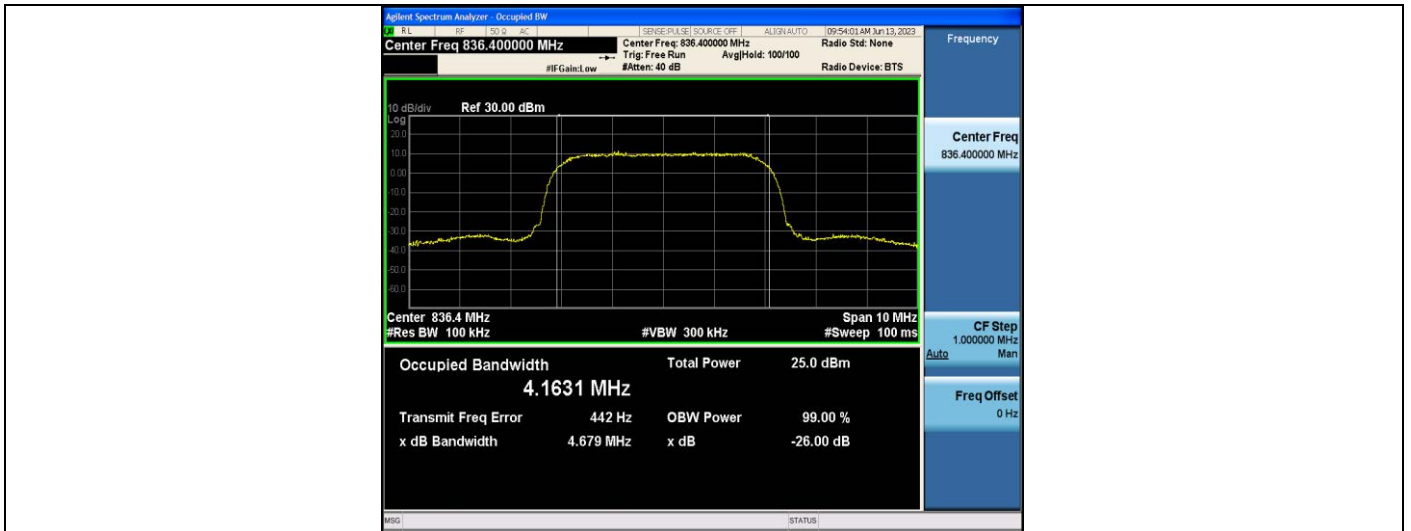 Agilent Spectrum Analyzer - Occupied BW
RL RF 50 Ω AC SENSE:PULSE SOURCE OFF ALIGN AUTO 09:54:01 AM Jun 13, 2023
Center Freq 836.400000 MHz
Center Freq: 836.400000 MHz Radio Std: None
Trig: Free Run Avg|Hold: 100/100
#IFGain:Low #Atten: 40 dB Radio Device: BTS
10 dB/div Ref 30.00 dBm
Log
20.0
10.0
0.00
-10.0
-20.0
-30.0
-40.0
-50.0
-60.0
Center 836.4 MHz Span 10 MHz
#Res BW 100 kHz #VBW 300 kHz #Sweep 100 ms
Occupied Bandwidth Total Power 25.0 dBm
4.1631 MHz
Transmit Freq Error 442 Hz OBW Power 99.00 %
x dB Bandwidth 4.679 MHz x dB -26.00 dB
MSG STATUS
Frequency
Center Freq
836.400000 MHz
CF Step
1.000000 MHz
Auto Man
Freq Offset
0 Hz